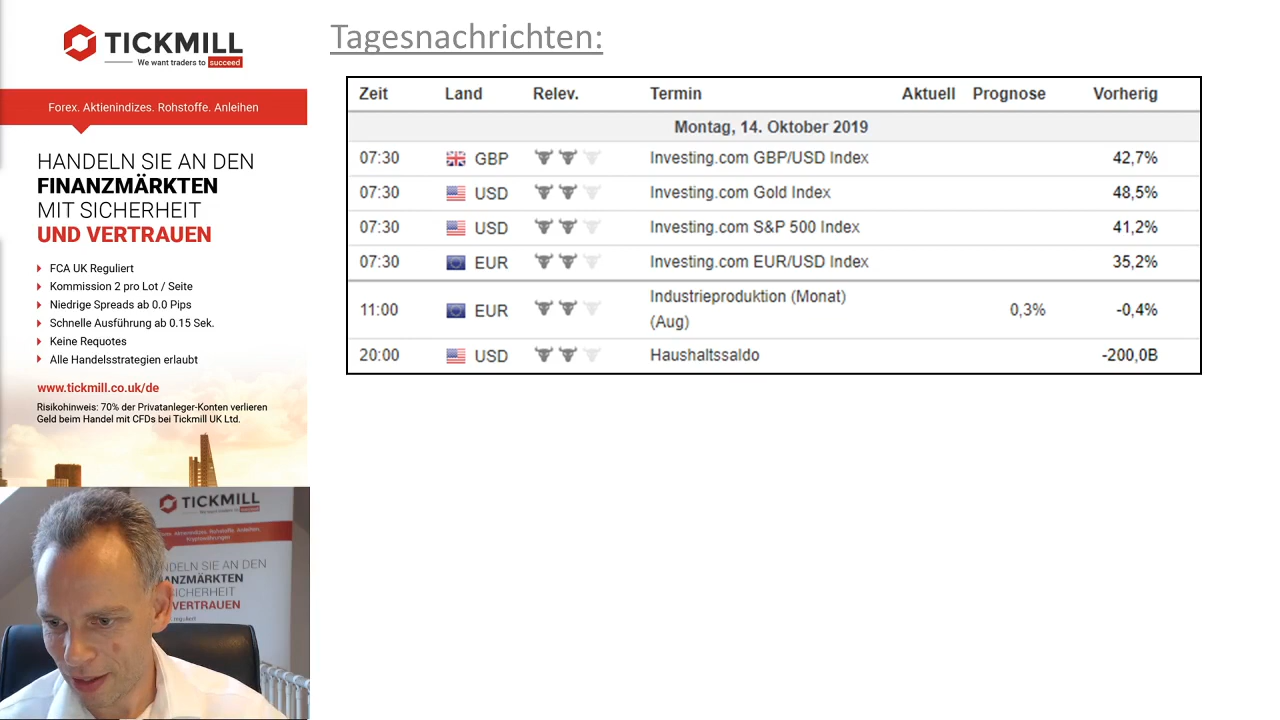 TICKMILL
We want traders to succeed
Forex. Aktienindizes. Rohstoffe. Anleihen
HANDELN SIE AN DEN
FINANZMÄRKTEN
MIT SICHERHEIT
UND VERTRAUEN
FCA UK Reguliert
Kommission 2 pro Lot / Seite
Niedrige Spreads ab 0.0 Pips
Schnelle Ausführung ab 0.15 Sek.
Keine Requotes
Alle Handelsstrategien erlaubt
www.tickmill.co.uk/de
Risikohinweis: 70% der Privatanleger-Konten verlieren
Geld beim Handel mit CFDs bei Tickmill UK Ltd.
Tagesnachrichten:
Zeit Land Relev. Termin Aktuell Prognose Vorherig
Montag, 14. Oktober 2019
07:30 GBP Investing.com GBP/USD Index 42,7%
07:30 USD Investing.com Gold Index 48,5%
07:30 USD Investing.com S&P 500 Index 41,2%
07:30 EUR Investing.com EUR/USD Index 35,2%
11:00 EUR Industrieproduktion (Monat) 0,3% -0,4%
(Aug)
20:00 USD Haushaltssaldo -200,0B
TICKMILL
NDELN SIE AN DEN
ANZMÄRKTEN
SICHERHEIT
VERTRAUEN